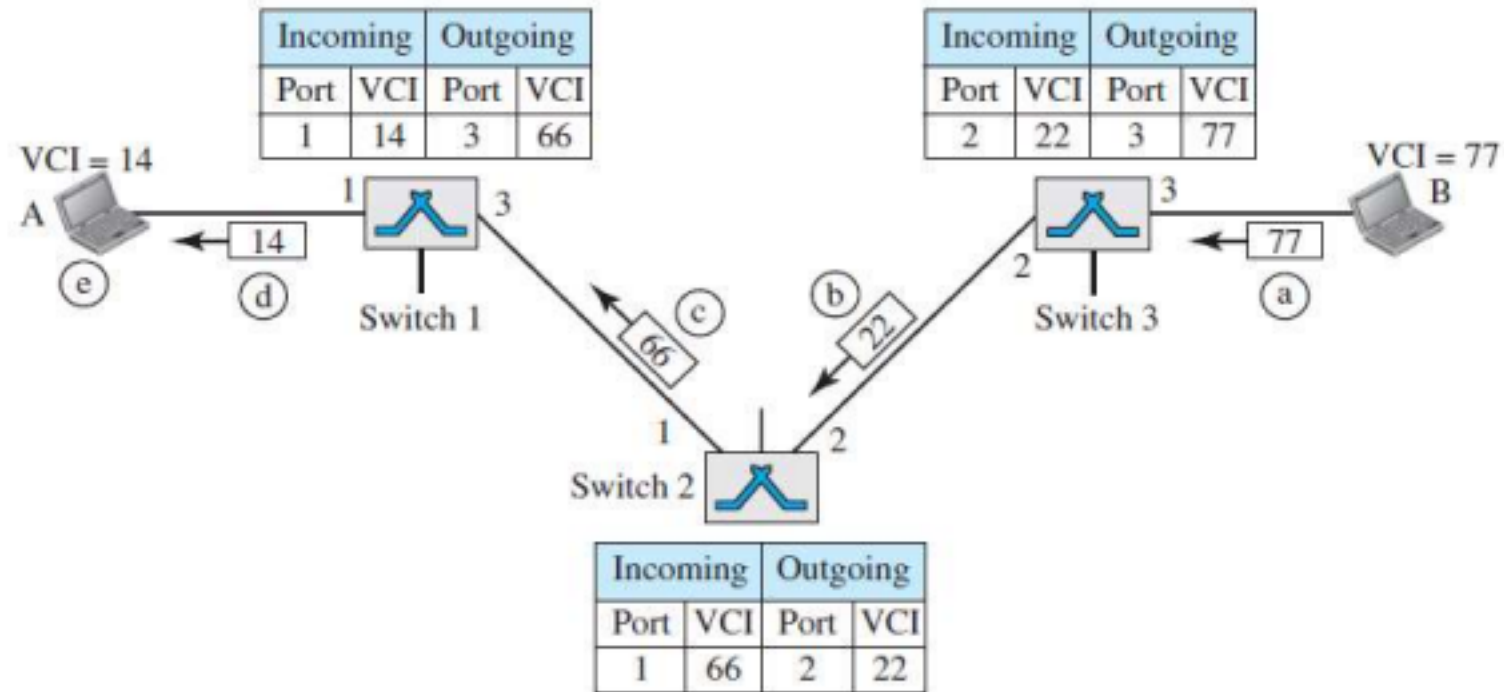 Incoming Outgoing
Port VCI Port VCI
1 14 3 66
Incoming Outgoing
Port VCI Port VCI
2 22 3 77
VCI = 14
A
1
3
14
e
d
Switch 1
VCI = 77
B
3
2
77
a
Switch 3
b
22
c
66
1
2
Switch 2
Incoming Outgoing
Port VCI Port VCI
1 66 2 22